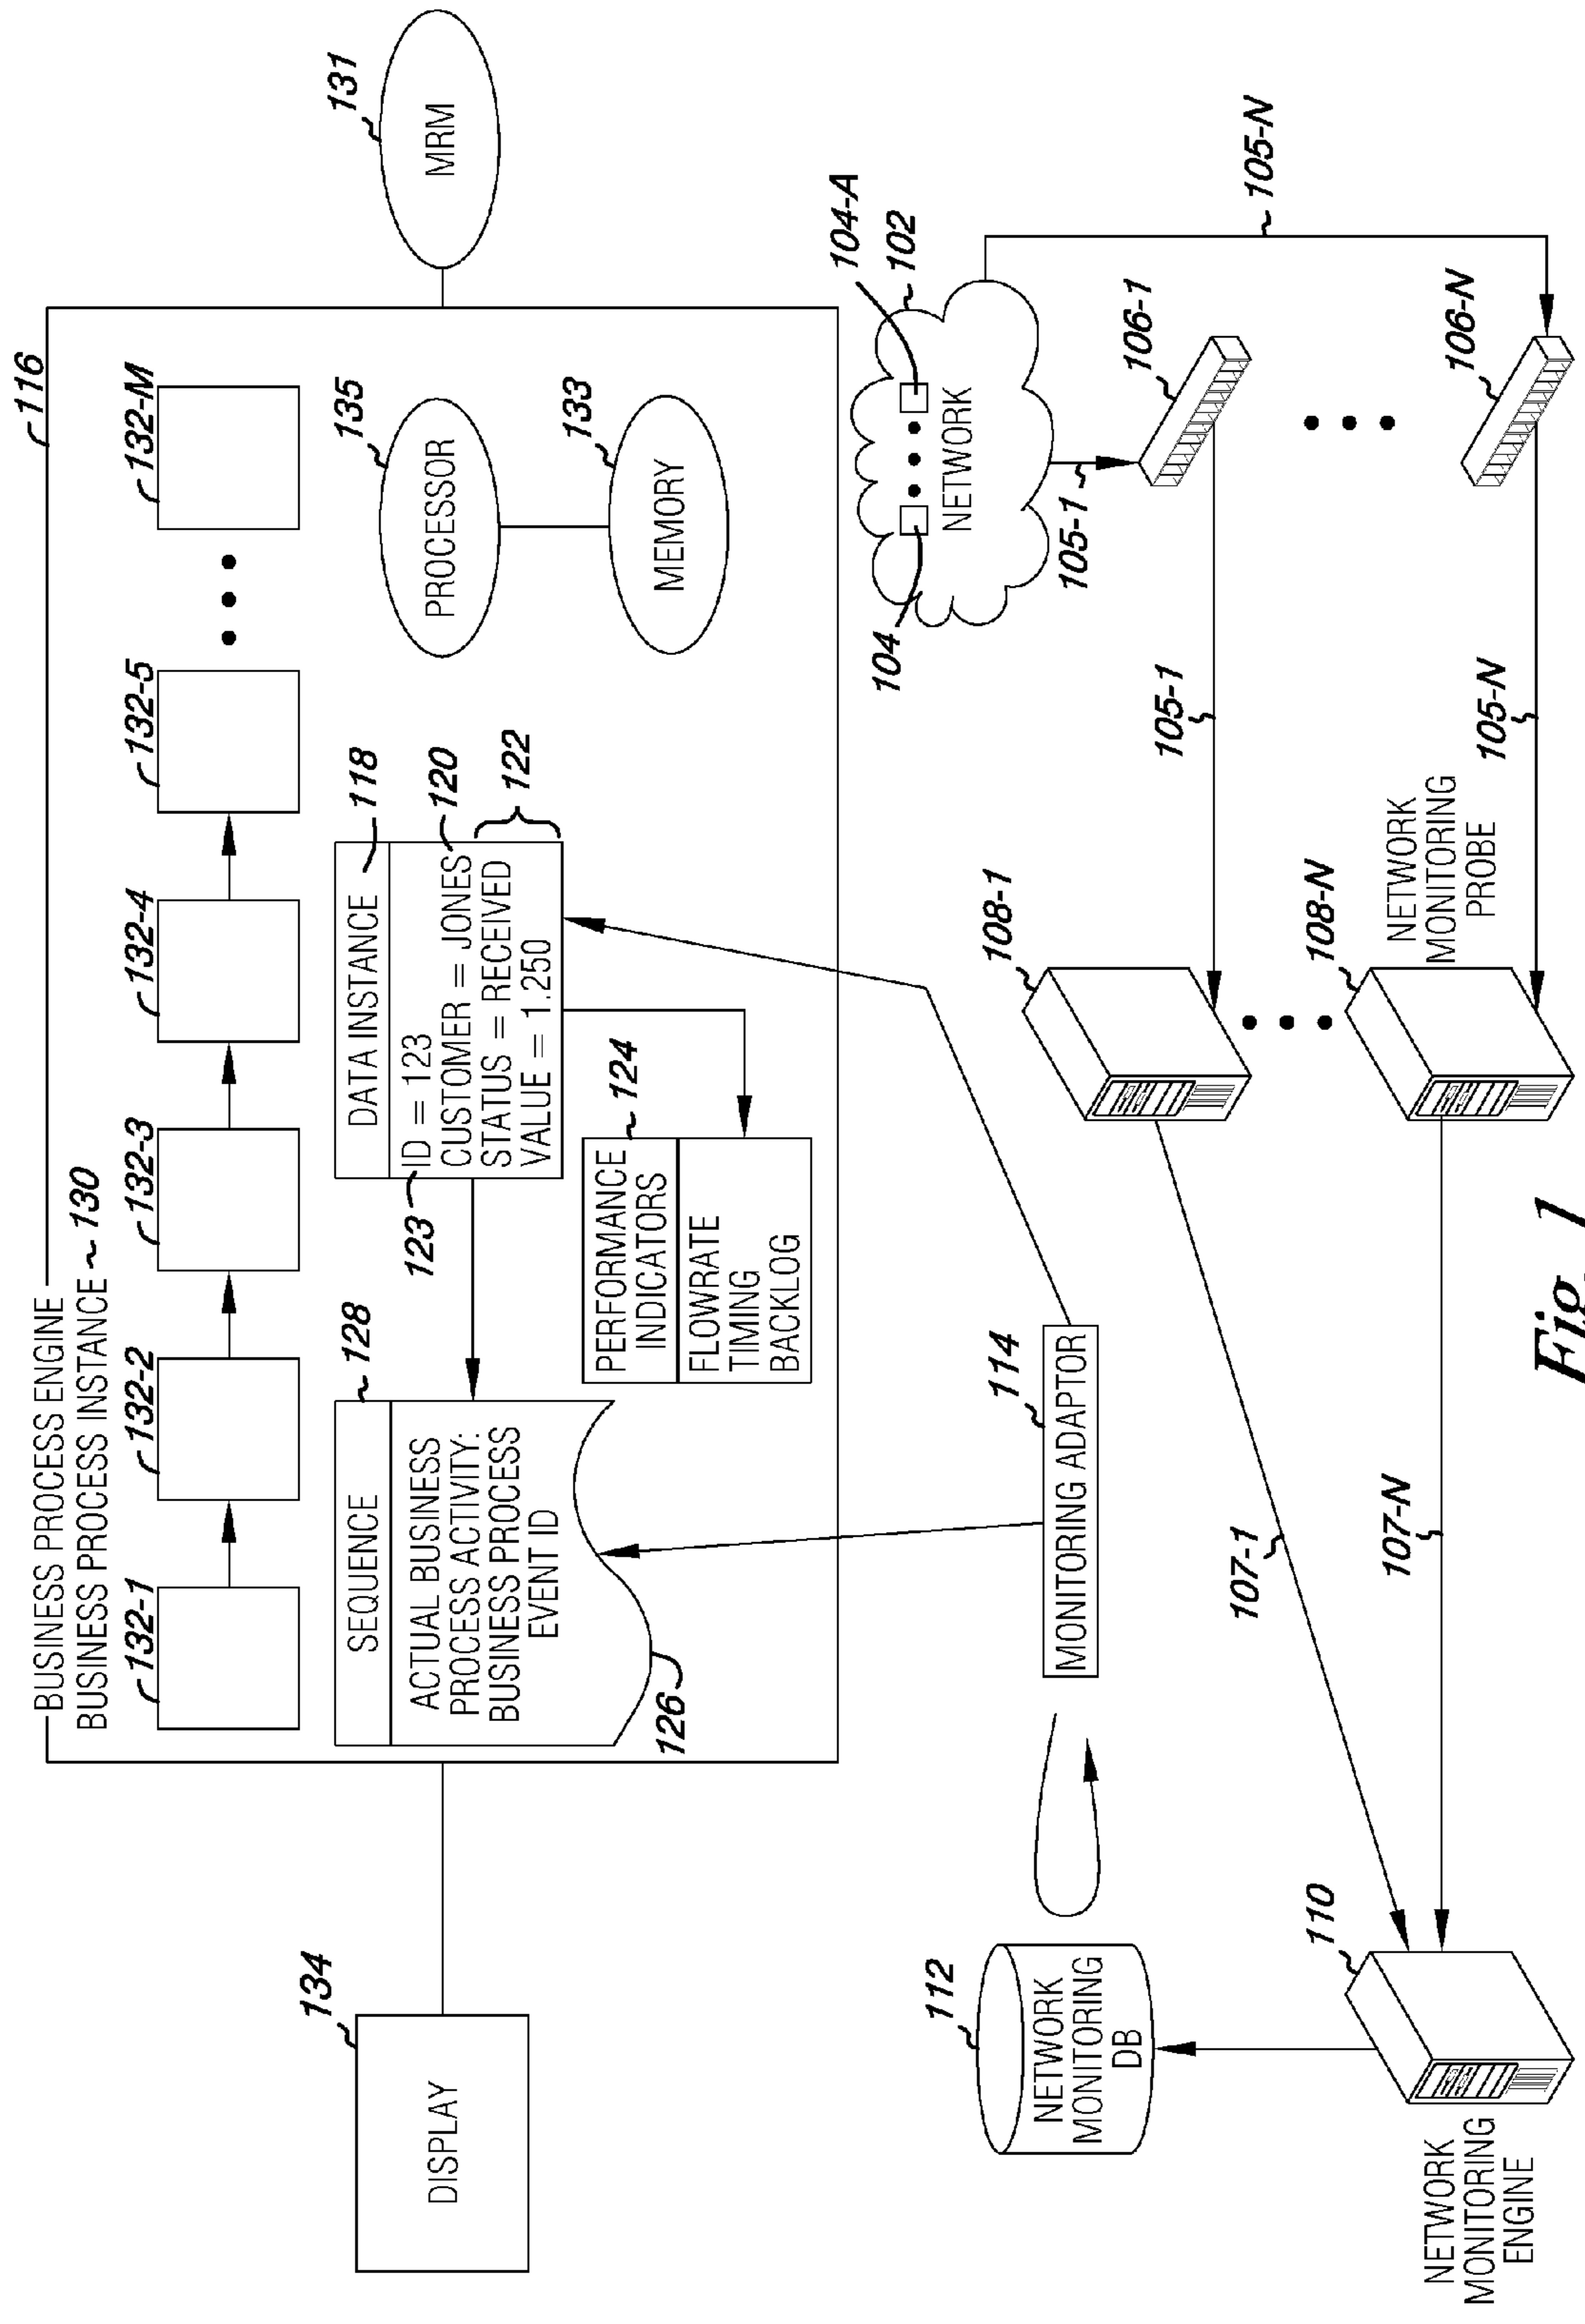 116
BUSINESS PROCESS ENGINE
BUSINESS PROCESS INSTANCE ~ 130
132-1
132-2
132-3
132-4
132-5
132-M
134
DISPLAY
SEQUENCE
128
ACTUAL BUSINESS
PROCESS ACTIVITY:
BUSINESS PROCESS
EVENT ID
126
DATA INSTANCE
118
123
ID = 123
CUSTOMER = JONES
120
STATUS = RECEIVED
VALUE = 1.250
122
PERFORMANCE
INDICATORS
124
FLOWRATE
TIMING
BACKLOG
PROCESSOR
135
MEMORY
133
MRM
131
112
NETWORK
MONITORING
DB
114
MONITORING ADAPTOR
104
104-A
102
NETWORK
105-1
106-1
105-N
108-1
105-1
107-1
106-N
110
NETWORK
MONITORING
ENGINE
107-N
108-N
NETWORK
MONITORING
PROBE
105-N
Fig. 1